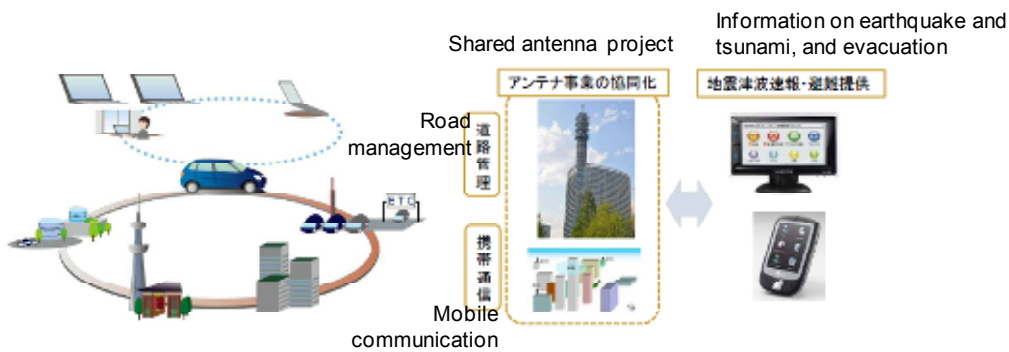 Information on earthquake and
tsunami, and evacuation
Shared antenna project
アンテナ事業の協同化
地震津波速報・避難提供
Road
management
道路管理
ETC
携帯通信
Mobile
communication